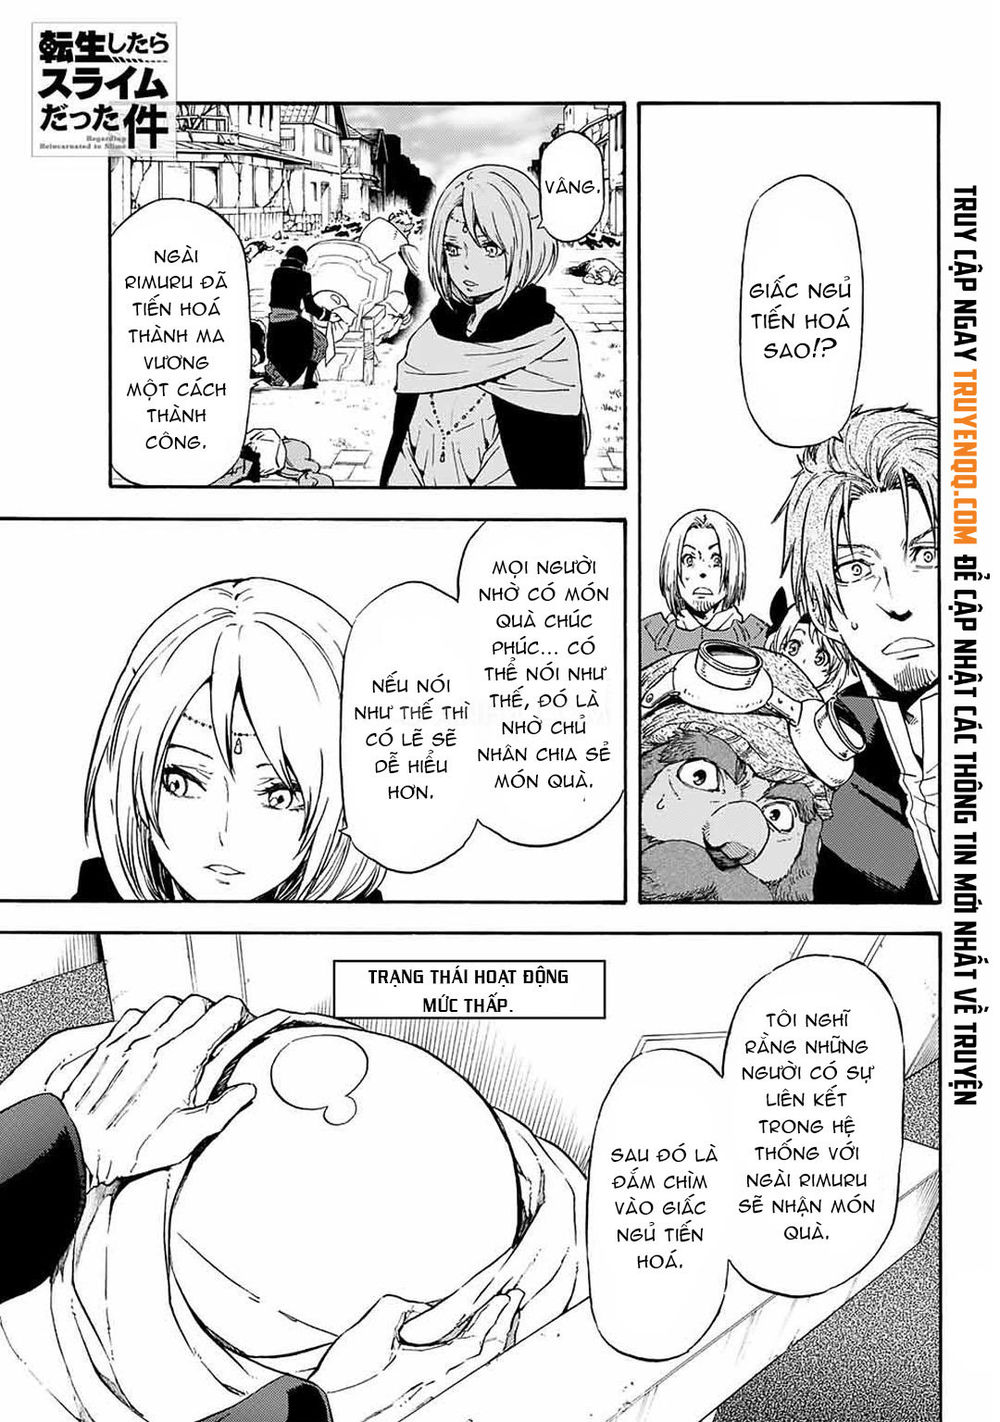 転生したら
スライム
だった件
Regarding
Reincarnated to Slime
GIẤC NGỦ
TIẾN HOÁ
SAO!?
VÂNG.
NGÀI
RIMURU ĐÃ
TIẾN HOÁ
THÀNH MA
VƯƠNG
MỘT CÁCH
THÀNH
CÔNG.
MỌI NGƯỜI
NHỜ CÓ MÓN
QUÀ CHÚC
PHÚC... CÓ
THỂ NÓI NHƯ
THẾ, ĐÓ LÀ
NHỜ CHỦ
NHÂN CHIA SẺ
MÓN QUÀ.
NẾU NÓI
NHƯ THẾ THÌ
CÓ LẼ SẼ
DỄ HIỂU
HƠN.
TRẠNG THÁI HOẠT ĐỘNG
MỨC THẤP.
TÔI NGHĨ
RẰNG NHỮNG
NGƯỜI CÓ SỰ
LIÊN KẾT
TRONG HỆ
THỐNG VỚI
NGÀI RIMURU
SẼ NHẬN MÓN
QUÀ.
SAU ĐÓ LÀ
ĐẮM CHÌM
VÀO GIẤC
NGỦ TIẾN
HOÁ.
TRUY CẬP NGAY TRUYENQQ.COM ĐỂ CẬP NHẬT CÁC THÔNG TIN MỚI NHẤT VỀ TRUYỆN